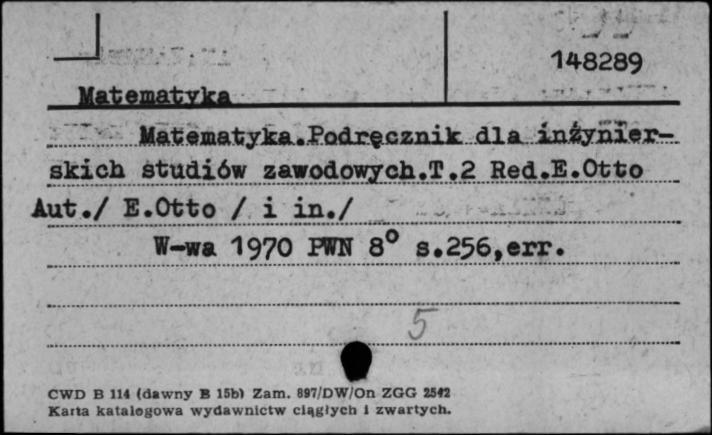 148289
Matematyka
Matematyka.Podręcznik dla inżynier-
skich studiów zawodowych.T.2 Red.E.Otto
Aut./ E.Otto / i in./
W-wa 1970 PWN 8° s.256,err.
5
CWD B 114 (dawny B 15b) Zam. 897/DW/On ZGG 2542
Karta katalogowa wydawnictw ciągłych i zwartych.